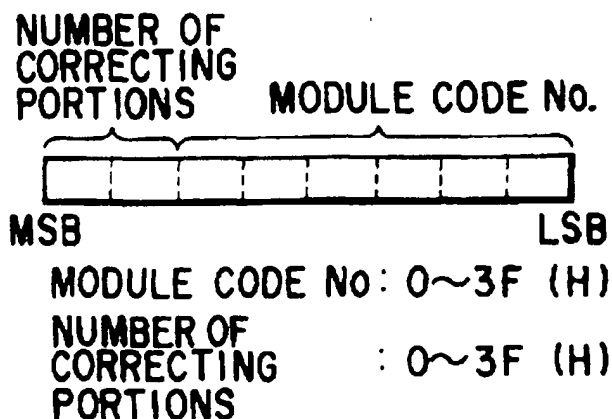 NUMBER OF
CORRECTING
PORTIONS
MODULE CODE No.
MSB
LSB
MODULE CODE No: 0~3F (H)
NUMBER OF
CORRECTING : 0~3F (H)
PORTIONS